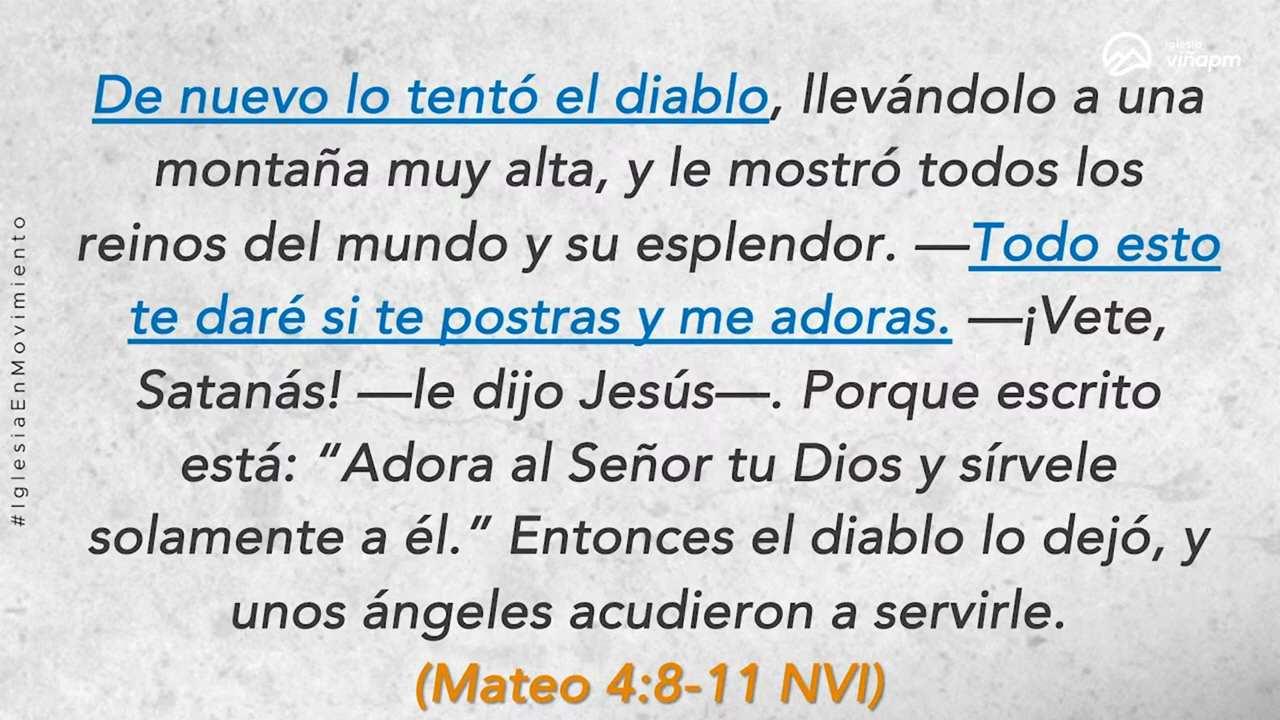 iglesia
viñapm
De nuevo lo tentó el diablo, llevándolo a una
montaña muy alta, y le mostró todos los
reinos del mundo y su esplendor. —Todo esto
te daré si te postras y me adoras. —¡Vete,
Satanás! —le dijo Jesús—. Porque escrito
está: “Adora al Señor tu Dios y sírvele
solamente a él.” Entonces el diablo lo dejó, y
unos ángeles acudieron a servirle.
(Mateo 4:8-11 NVI)
#IglesiaEnMovimiento